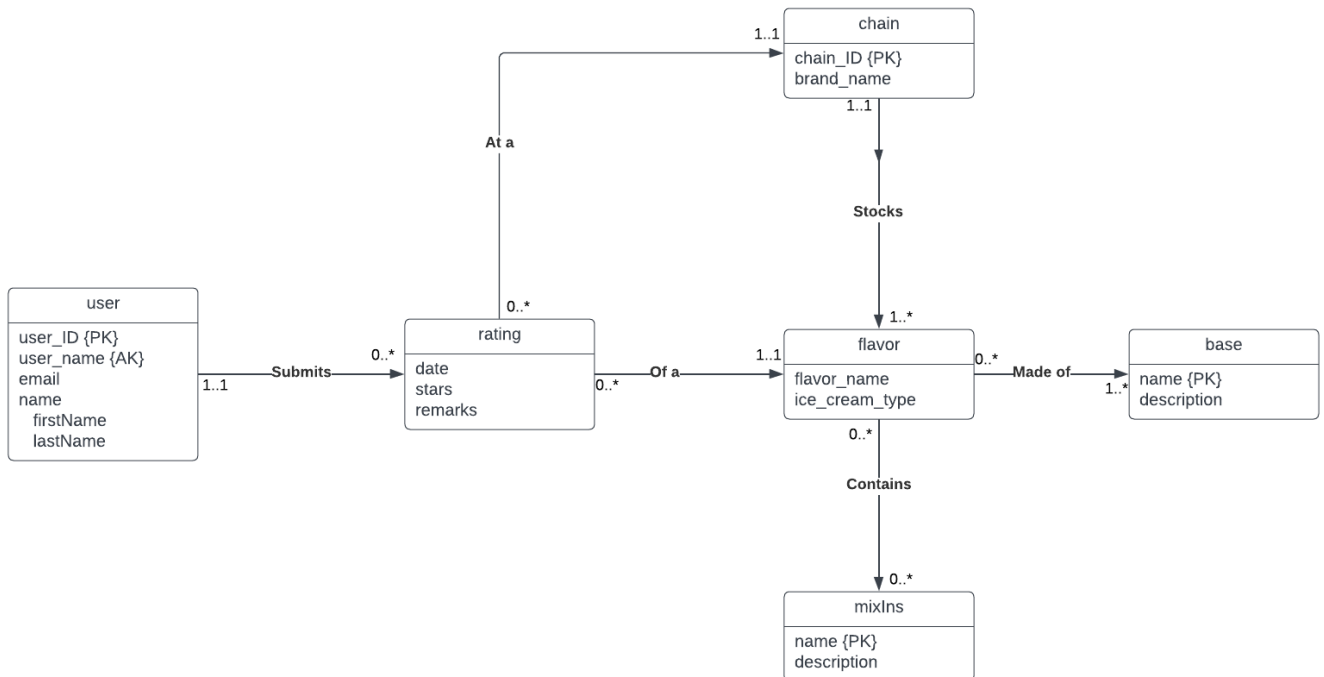 chain
1..1
chain_ID {PK}
brand_name
1..1
At a
Stocks
user
0..*
1..*
rating
flavor
base
user_ID {PK}
user_name {AK}
email
name
firstName
lastName
0..*
Submits
1..1
date
stars
remarks
1..1
Of a
0..*
flavor_name
ice_cream_type
0..*
Made of
1..*
name {PK}
description
0..*
Contains
0..*
mixIns
name {PK}
description